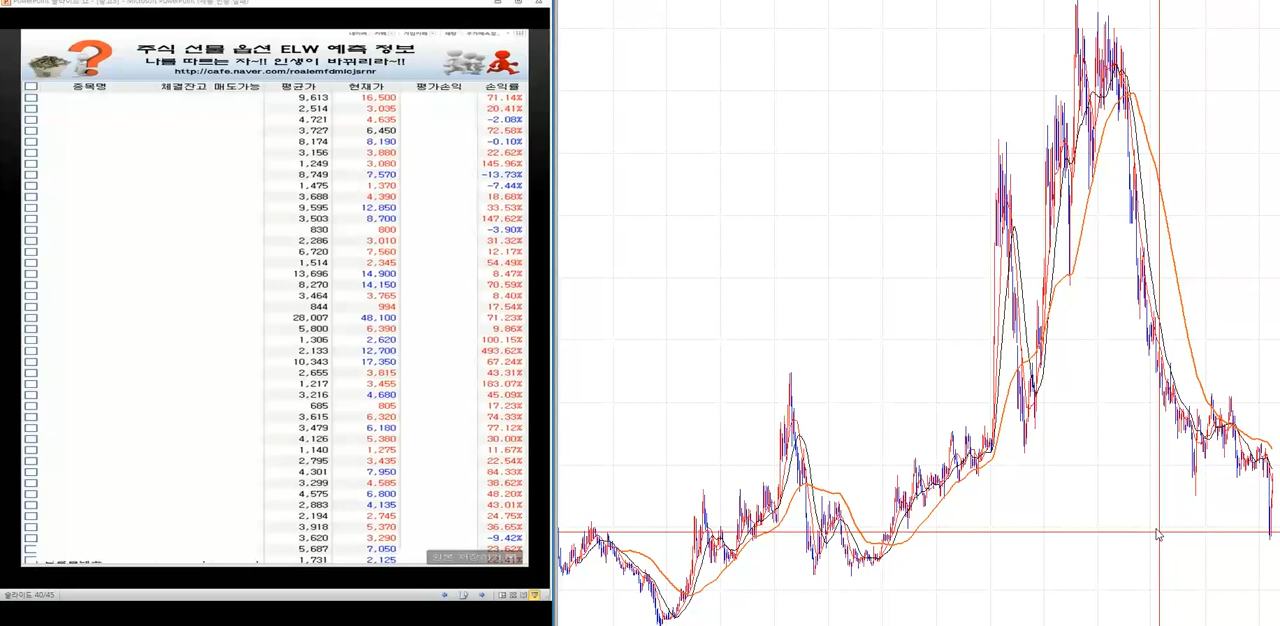 주식 선물 옵션 ELW 예측 정보
나를 따르는 자~!! 인생이 바뀌리라~!!
http://cafe.naver.com/roalemfdmlcjsrnr
종목명 체결잔고 매도가능 평균가 현재가 평가손익 손익률
9,613 16,500 71.14%
2,514 3,035 20.41%
4,721 4,635 -2.08%
3,727 6,450 72.58%
8,174 8,190 -0.10%
3,156 3,880 22.62%
1,249 3,080 145.96%
8,749 7,570 -13.73%
1,475 1,370 -7.44%
3,688 4,390 18.68%
9,595 12,850 33.53%
3,503 8,700 147.62%
830 800 -3.90%
2,286 3,010 31.32%
6,720 7,560 12.17%
1,514 2,345 54.49%
13,696 14,900 8.47%
8,270 14,150 70.59%
3,464 3,765 8.40%
844 994 17.54%
28,007 48,100 71.23%
5,800 6,390 9.86%
1,306 2,620 100.15%
2,133 12,700 493.62%
10,343 17,350 67.24%
2,655 3,815 43.31%
1,217 3,455 183.07%
3,216 4,680 45.09%
685 805 17.23%
3,615 6,320 74.33%
3,479 6,180 77.12%
4,126 5,380 30.00%
1,140 1,275 11.67%
2,795 3,435 22.54%
4,301 7,950 84.33%
3,299 4,585 38.62%
4,575 6,800 48.20%
2,883 4,135 43.01%
2,194 2,745 24.75%
3,918 5,370 36.65%
3,620 3,290 -9.42%
5,687 7,050 23.62%
1,731 2,125
슬라이드 40/45